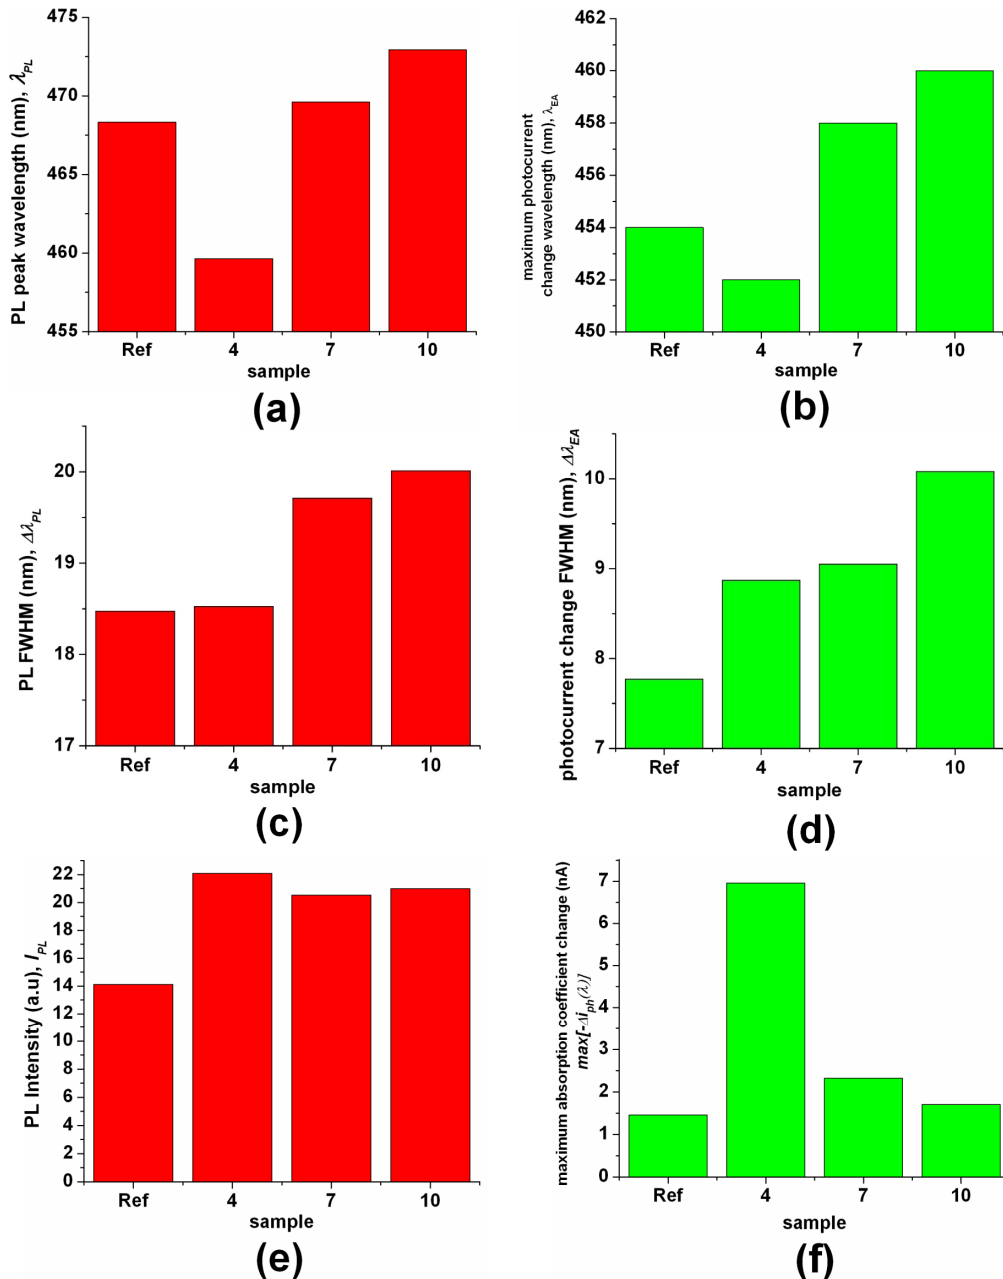 PL peak wavelength (nm), λPL
475
470
465
460
455
Ref 4 7 10
sample
(a)
maximum photocurrent
change wavelength (nm), λEA
462
460
458
456
454
452
450
Ref 4 7 10
sample
(b)
PL FWHM (nm), Δλ PL
20
19
18
17
Ref 4 7 10
sample
(c)
photocurrent change FWHM (nm), ΔλEA
10
9
8
7
Ref 4 7 10
sample
(d)
PL Intensity (a.u), IPL
22
20
18
16
14
12
10
8
6
4
2
0
Ref 4 7 10
sample
(e)
maximum absorption coefficient change (nA)
max[-Δiph(λ)]
7
6
5
4
3
2
1
0
Ref 4 7 10
sample
(f)